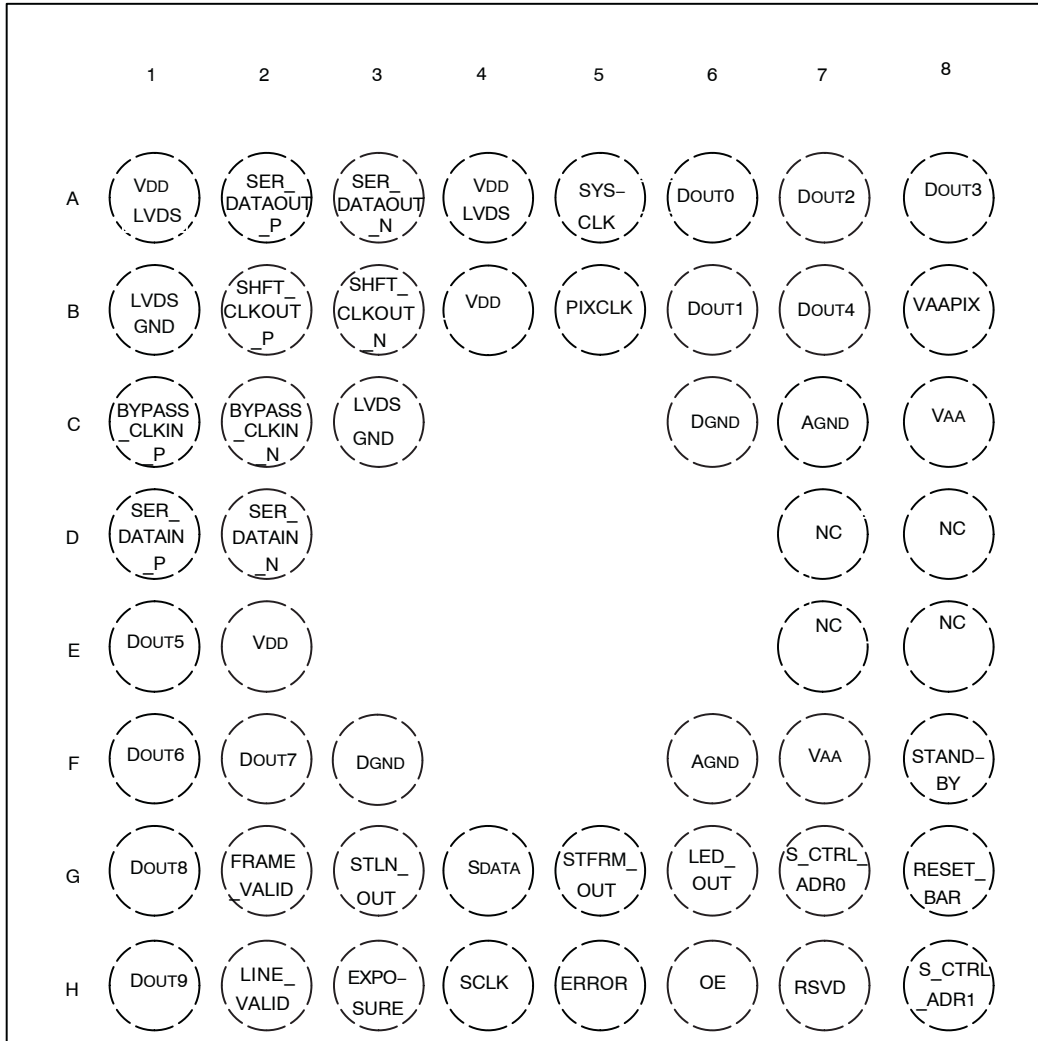 1 2 3 4 5 6 7 8
A
VDD
LVDS
SER_
DATAOUT
_P
SER_
DATAOUT
_N
VDD
LVDS
SYS-
CLK
DOUT0
DOUT2
DOUT3
B
LVDS
GND
SHFT_
CLKOUT
_P
SHFT_
CLKOUT
_N
VDD
PIXCLK
DOUT1
DOUT4
VAAPIX
C
BYPASS
_CLKIN
_P
BYPASS
_CLKIN
_N
LVDS
GND
DGND
AGND
VAA
D
SER_
DATAIN
_P
SER_
DATAIN
_N
NC
NC
E
DOUT5
VDD
NC
NC
F
DOUT6
DOUT7
DGND
AGND
VAA
STAND-
BY
G
DOUT8
FRAME
_VALID
STLN_
OUT
SDATA
STFRM_
OUT
LED_
OUT
S_CTRL_
ADR0
RESET_
BAR
H
DOUT9
LINE_
VALID
EXPO-
SURE
SCLK
ERROR
OE
RSVD
S_CTRL
_ADR1